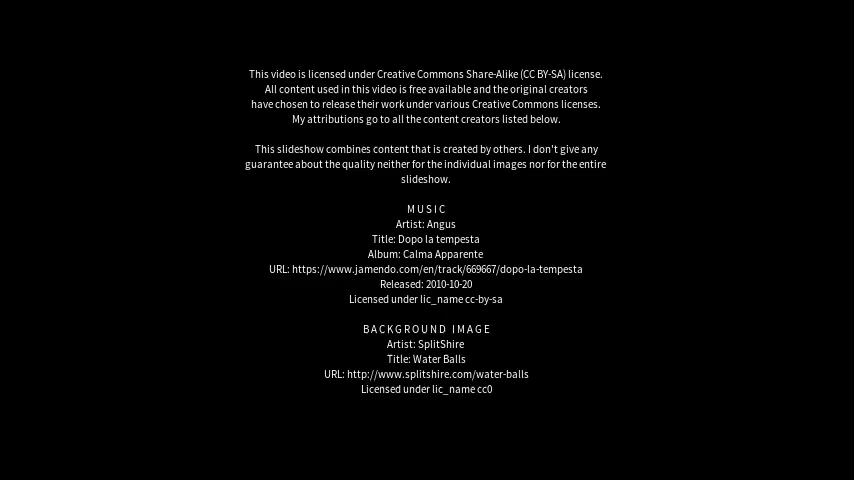 This video is licensed under Creative Commons Share-Alike (CC BY-SA) license.
All content used in this video is free available and the original creators
have chosen to release their work under various Creative Commons licenses.
My attributions go to all the content creators listed below.
This slideshow combines content that is created by others. I don't give any
guarantee about the quality neither for the individual images nor for the entire
slideshow.
MUSIC
Artist: Angus
Title: Dopo la tempesta
Album: Calma Apparente
URL: https://www.jamendo.com/en/track/669667/dopo-la-tempesta
Released: 2010-10-20
Licensed under lic_name cc-by-sa
BACKGROUND IMAGE
Artist: SplitShire
Title: Water Balls
URL: http://www.splitshire.com/water-balls
Licensed under lic_name cc0